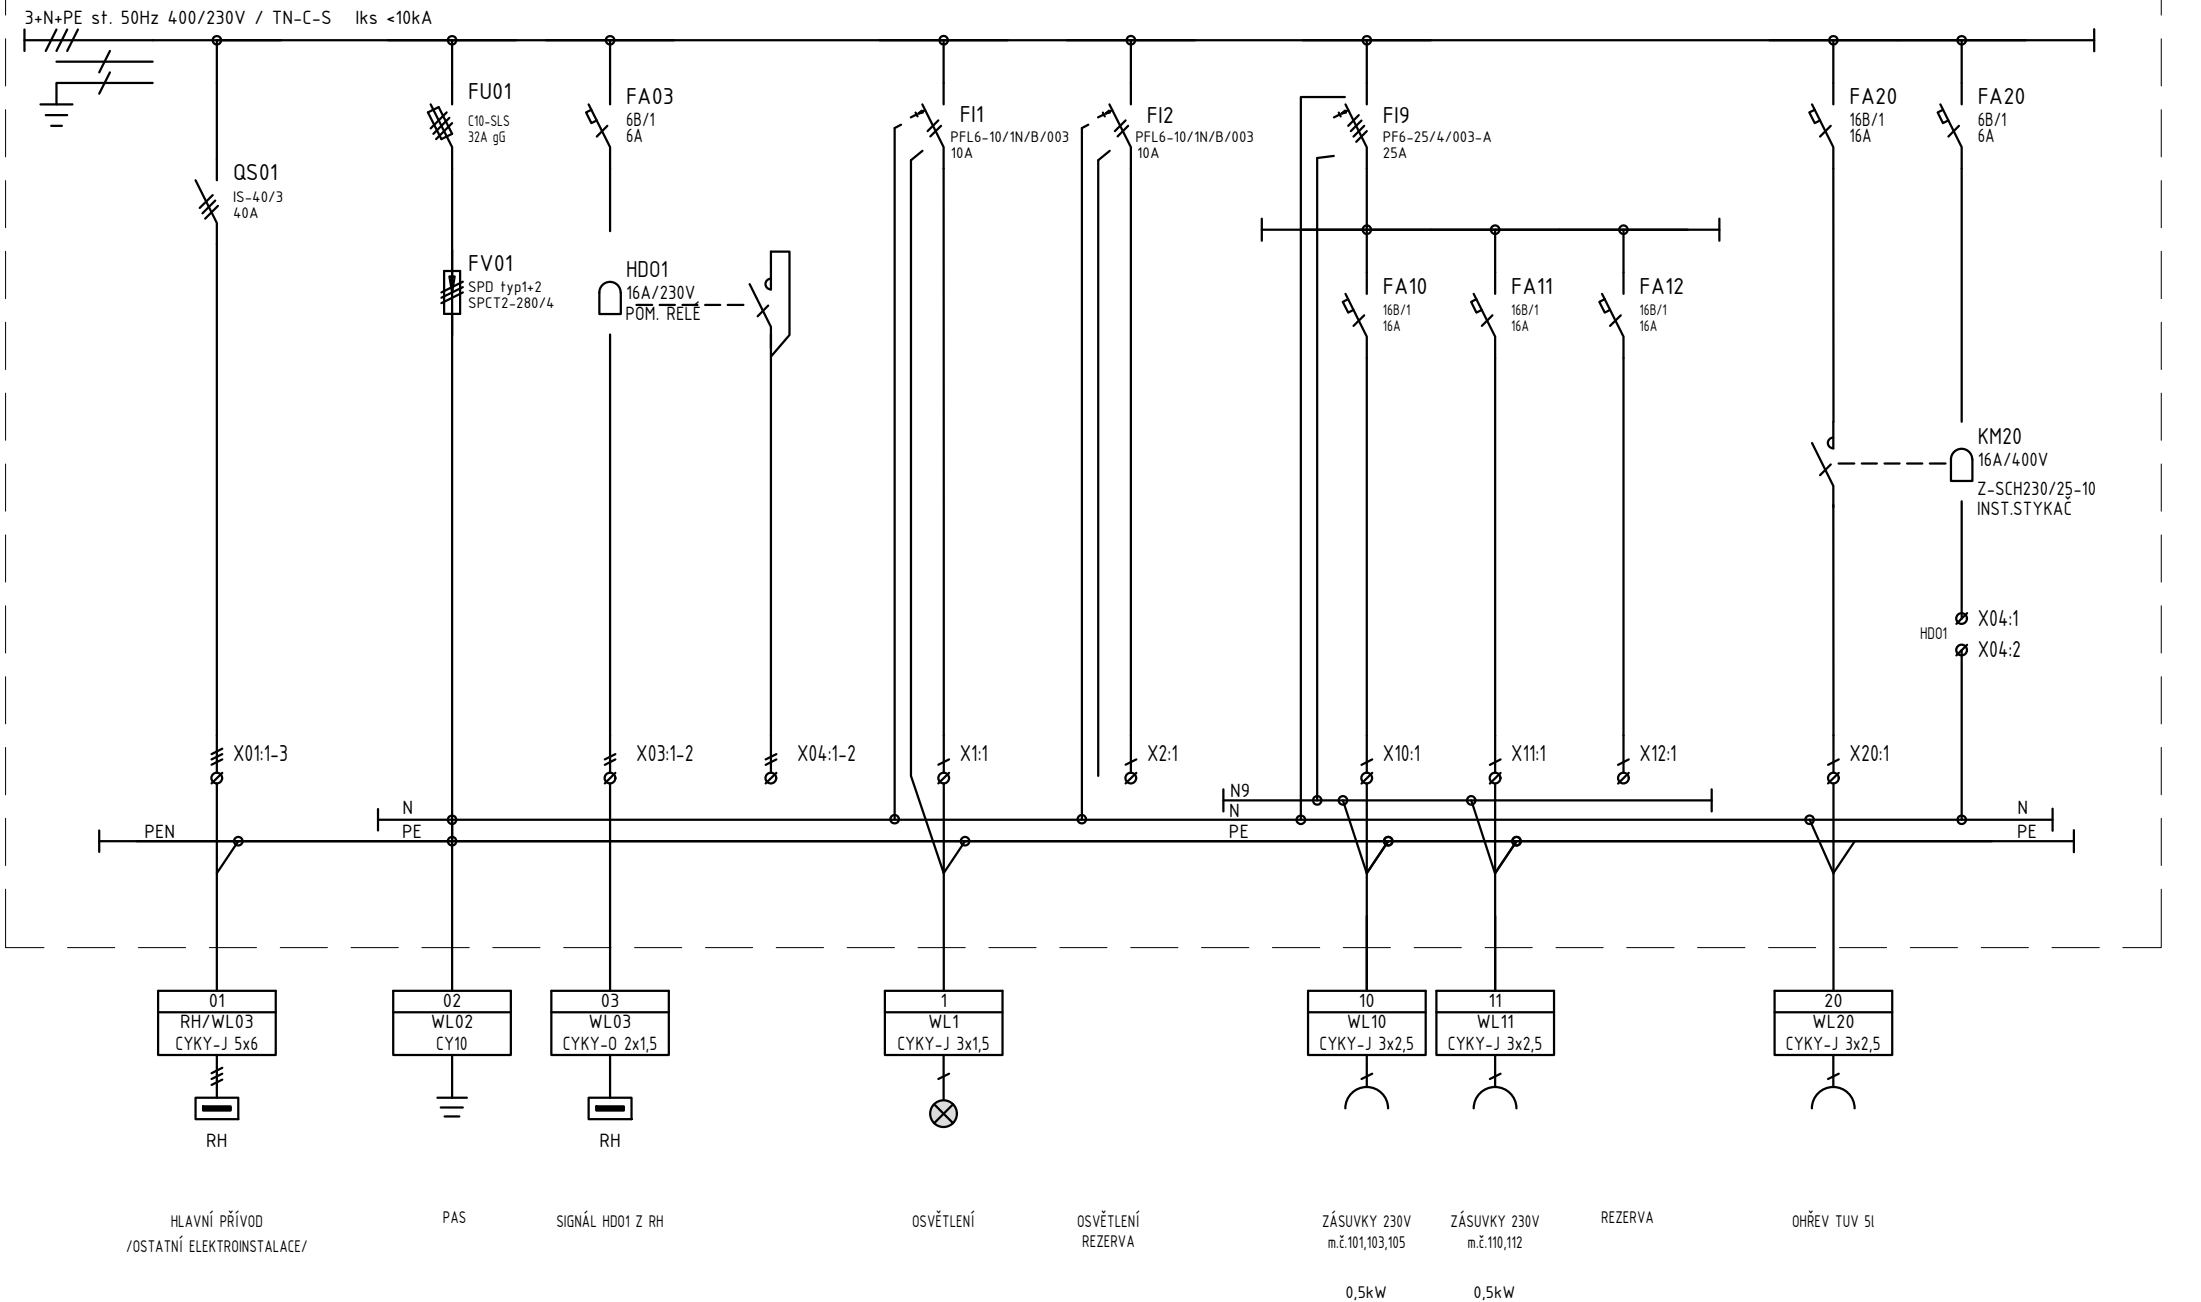 3+N+PE st. 50Hz 400/230V / TN-C-S Iks <10kA
QS01
IS-40/3
40A
FU01
C10-SLS
32A gG
FV01
SPD typ1+2
SPCT2-280/4
FA03
6B/1
6A
HDO1
16A/230V
POM. RELÉ
FI1
PFL6-10/1N/B/003
10A
FI2
PFL6-10/1N/B/003
10A
FI9
PF6-25/4/003-A
25A
FA10
16B/1
16A
FA11
16B/1
16A
FA12
16B/1
16A
FA20
16B/1
16A
FA20
6B/1
6A
KM20
16A/400V
Z-SCH230/25-10
INST.STYKAČ
HDO1
X04:1
X04:2
X01:1-3
X03:1-2
X04:1-2
X1:1
X2:1
X10:1
X11:1
X12:1
X20:1
N9
N
N
N
PEN
PE
PE
PE
01
RH/WL03
CYKY-J 5x6
RH
02
WL02
CY10
03
WL03
CYKY-O 2x1,5
RH
1
WL1
CYKY-J 3x1,5
10
WL10
CYKY-J 3x2,5
11
WL11
CYKY-J 3x2,5
20
WL20
CYKY-J 3x2,5
HLAVNÍ PŘÍVOD
/OSTATNÍ ELEKTROINSTALACE/
PAS
SIGNÁL HDO1 Z RH
OSVĚTLENÍ
OSVĚTLENÍ
REZERVA
ZÁSUVKY 230V
m.č.101,103,105
0,5kW
ZÁSUVKY 230V
m.č.110,112
0,5kW
REZERVA
OHŘEV TUV 5l